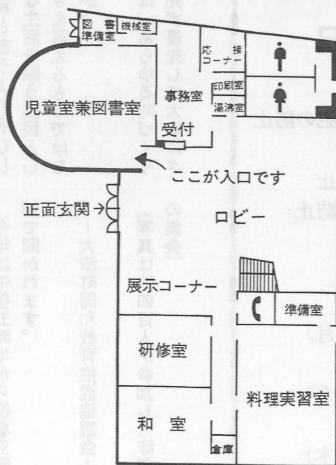 図書
準備室
機械室
応接
コーナー
児童室兼図書室
事務室
印刷室
湯沸室
受付
ここが入口です
正面玄関→
ロビー
展示コーナー
準備室
研修室
料理実習室
和室
倉庫